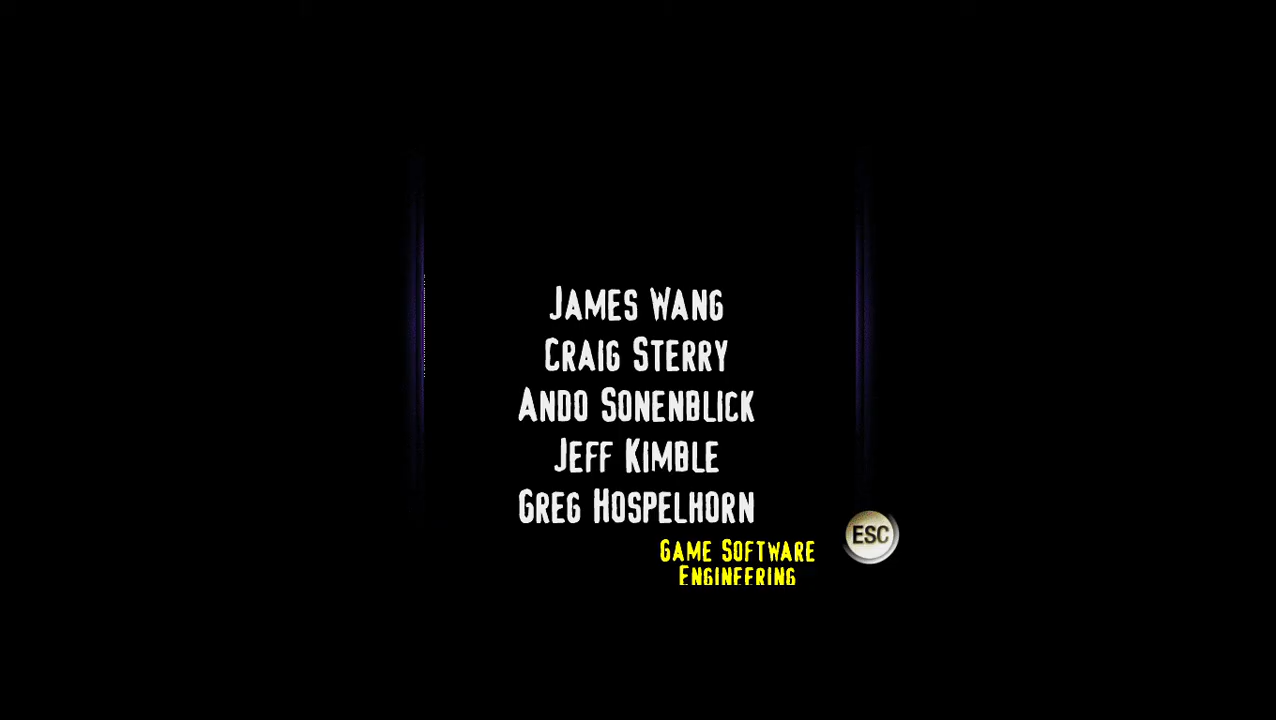 James Wang
Craig Sterry
Ando Sonenblick
Jeff Kimble
Greg Hospelhorn
Game Software
Engineering
ESC